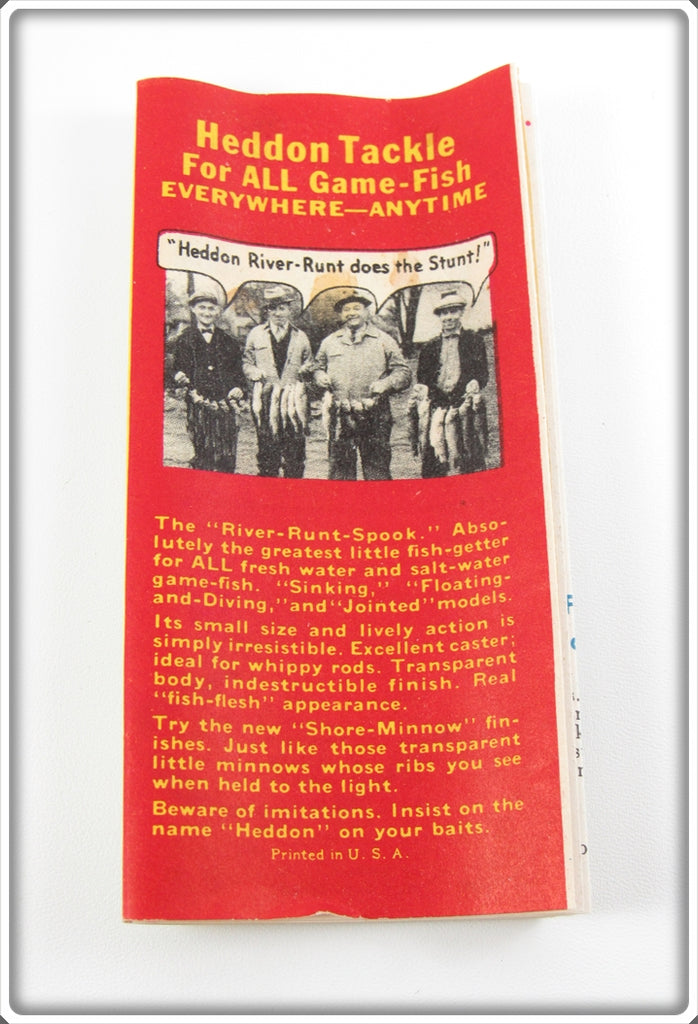 Heddon Tackle
For ALL Game-Fish
EVERYWHERE—ANYTIME
"Heddon River-Runt does the Stunt!"
The "River-Runt-Spook." Abso-
lutely the greatest little fish-getter
for ALL fresh water and salt-water
game-fish. "Sinking," "Floating-
and-Diving," and "Jointed" models.
Its small size and lively action is
simply irresistible. Excellent caster;
ideal for whippy rods. Transparent
body, indestructible finish. Real
"fish-flesh" appearance.
Try the new "Shore-Minnow" fin-
ishes. Just like those transparent
little minnows whose ribs you see
when held to the light.
Beware of imitations. Insist on the
name "Heddon" on your baits.
Printed in U. S. A.